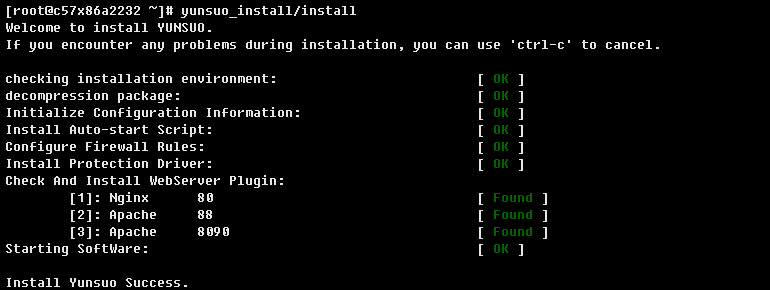 [root@c57x86a2232 ~]# yunsuo_install/install
Welcome to install YUNSUO.
If you encounter any problems during installation, you can use 'ctrl-c' to cancel.
checking installation environment: [ OK ]
decompression package: [ OK ]
Initialize Configuration Information: [ OK ]
Install Auto-start Script: [ OK ]
Configure Firewall Rules: [ OK ]
Install Protection Driver: [ OK ]
Check And Install WebServer Plugin:
[1]: Nginx 80 [ Found ]
[2]: Apache 88 [ Found ]
[3]: Apache 8090 [ Found ]
Starting SoftWare: [ OK ]
Install Yunsuo Success.